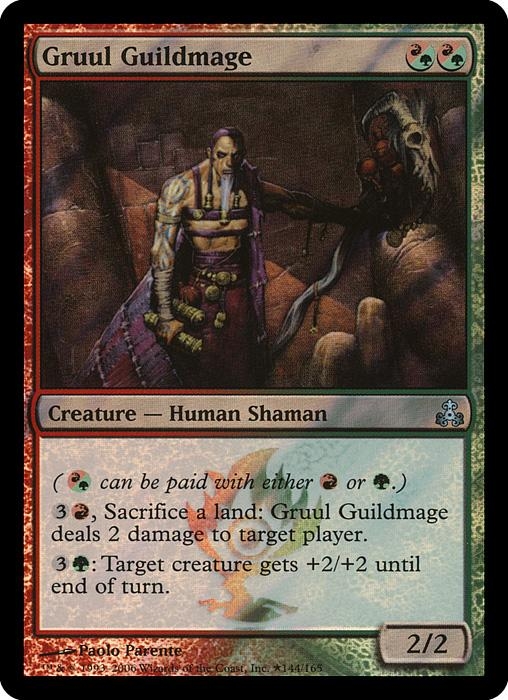 Gruul Guildmage
Creature — Human Shaman
( can be paid with either or .)
3, Sacrifice a land: Gruul Guildmage
deals 2 damage to target player.
3: Target creature gets +2/+2 until
end of turn.
2/2
Paolo Parente
™ & © 1993–2006 Wizards of the Coast, Inc. ★144/165